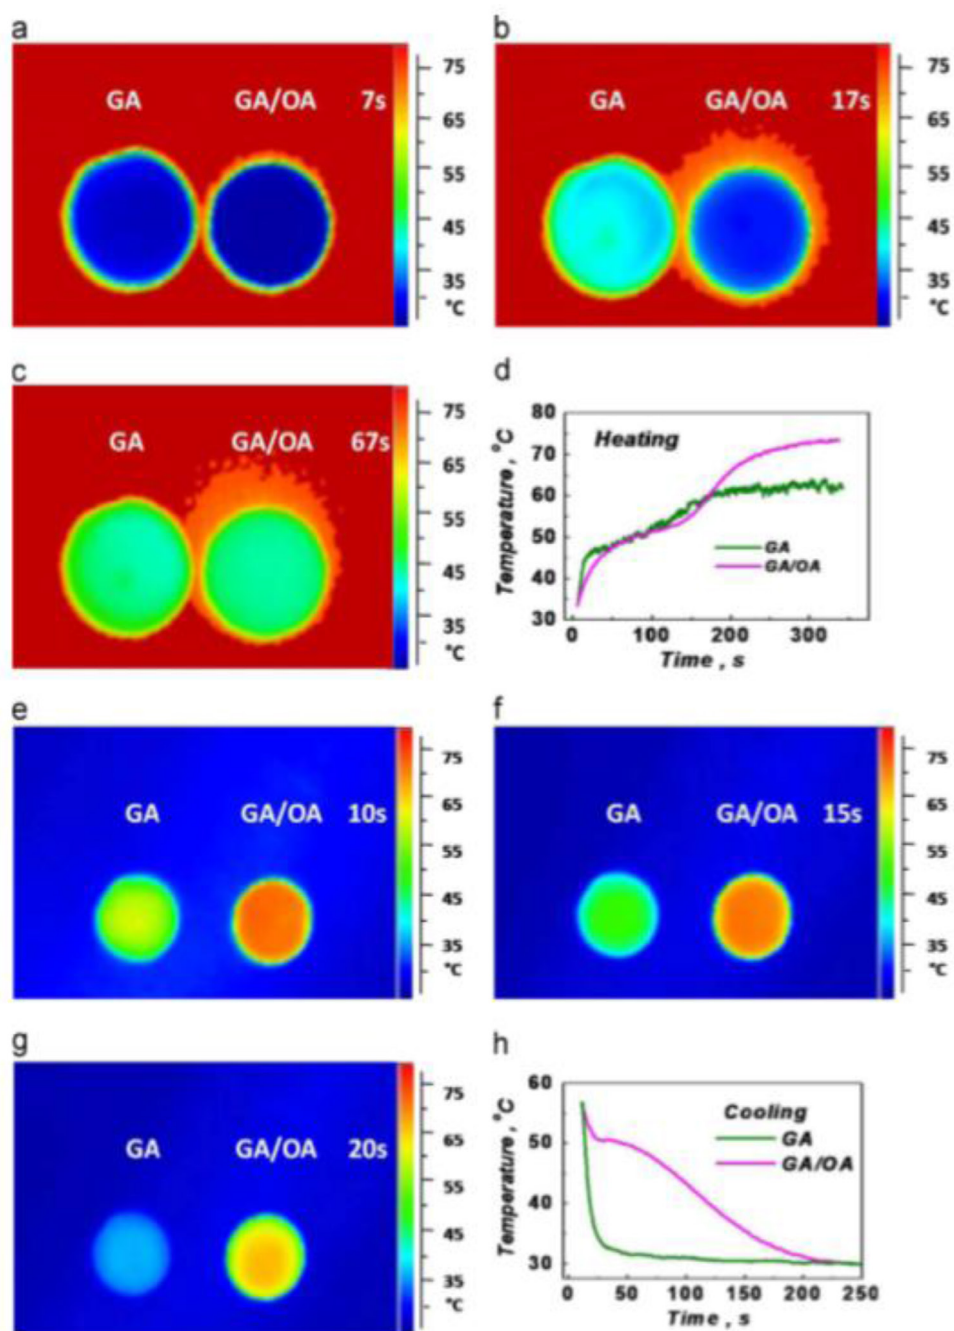 a
GA GA/OA 7s
75
65
55
45
35
°C
b
GA GA/OA 17s
75
65
55
45
35
°C
c
GA GA/OA 67s
75
65
55
45
35
°C
d
Heating
Temperature , °C
80
70
60
50
40
30
GA
GA/OA
0 100 200 300
Time , s
e
GA GA/OA 10s
75
65
55
45
35
°C
f
GA GA/OA 15s
75
65
55
45
35
°C
g
GA GA/OA 20s
75
65
55
45
35
°C
h
Cooling
Temperature , °C
60
50
40
30
GA
GA/OA
0 50 100 150 200 250
Time , s